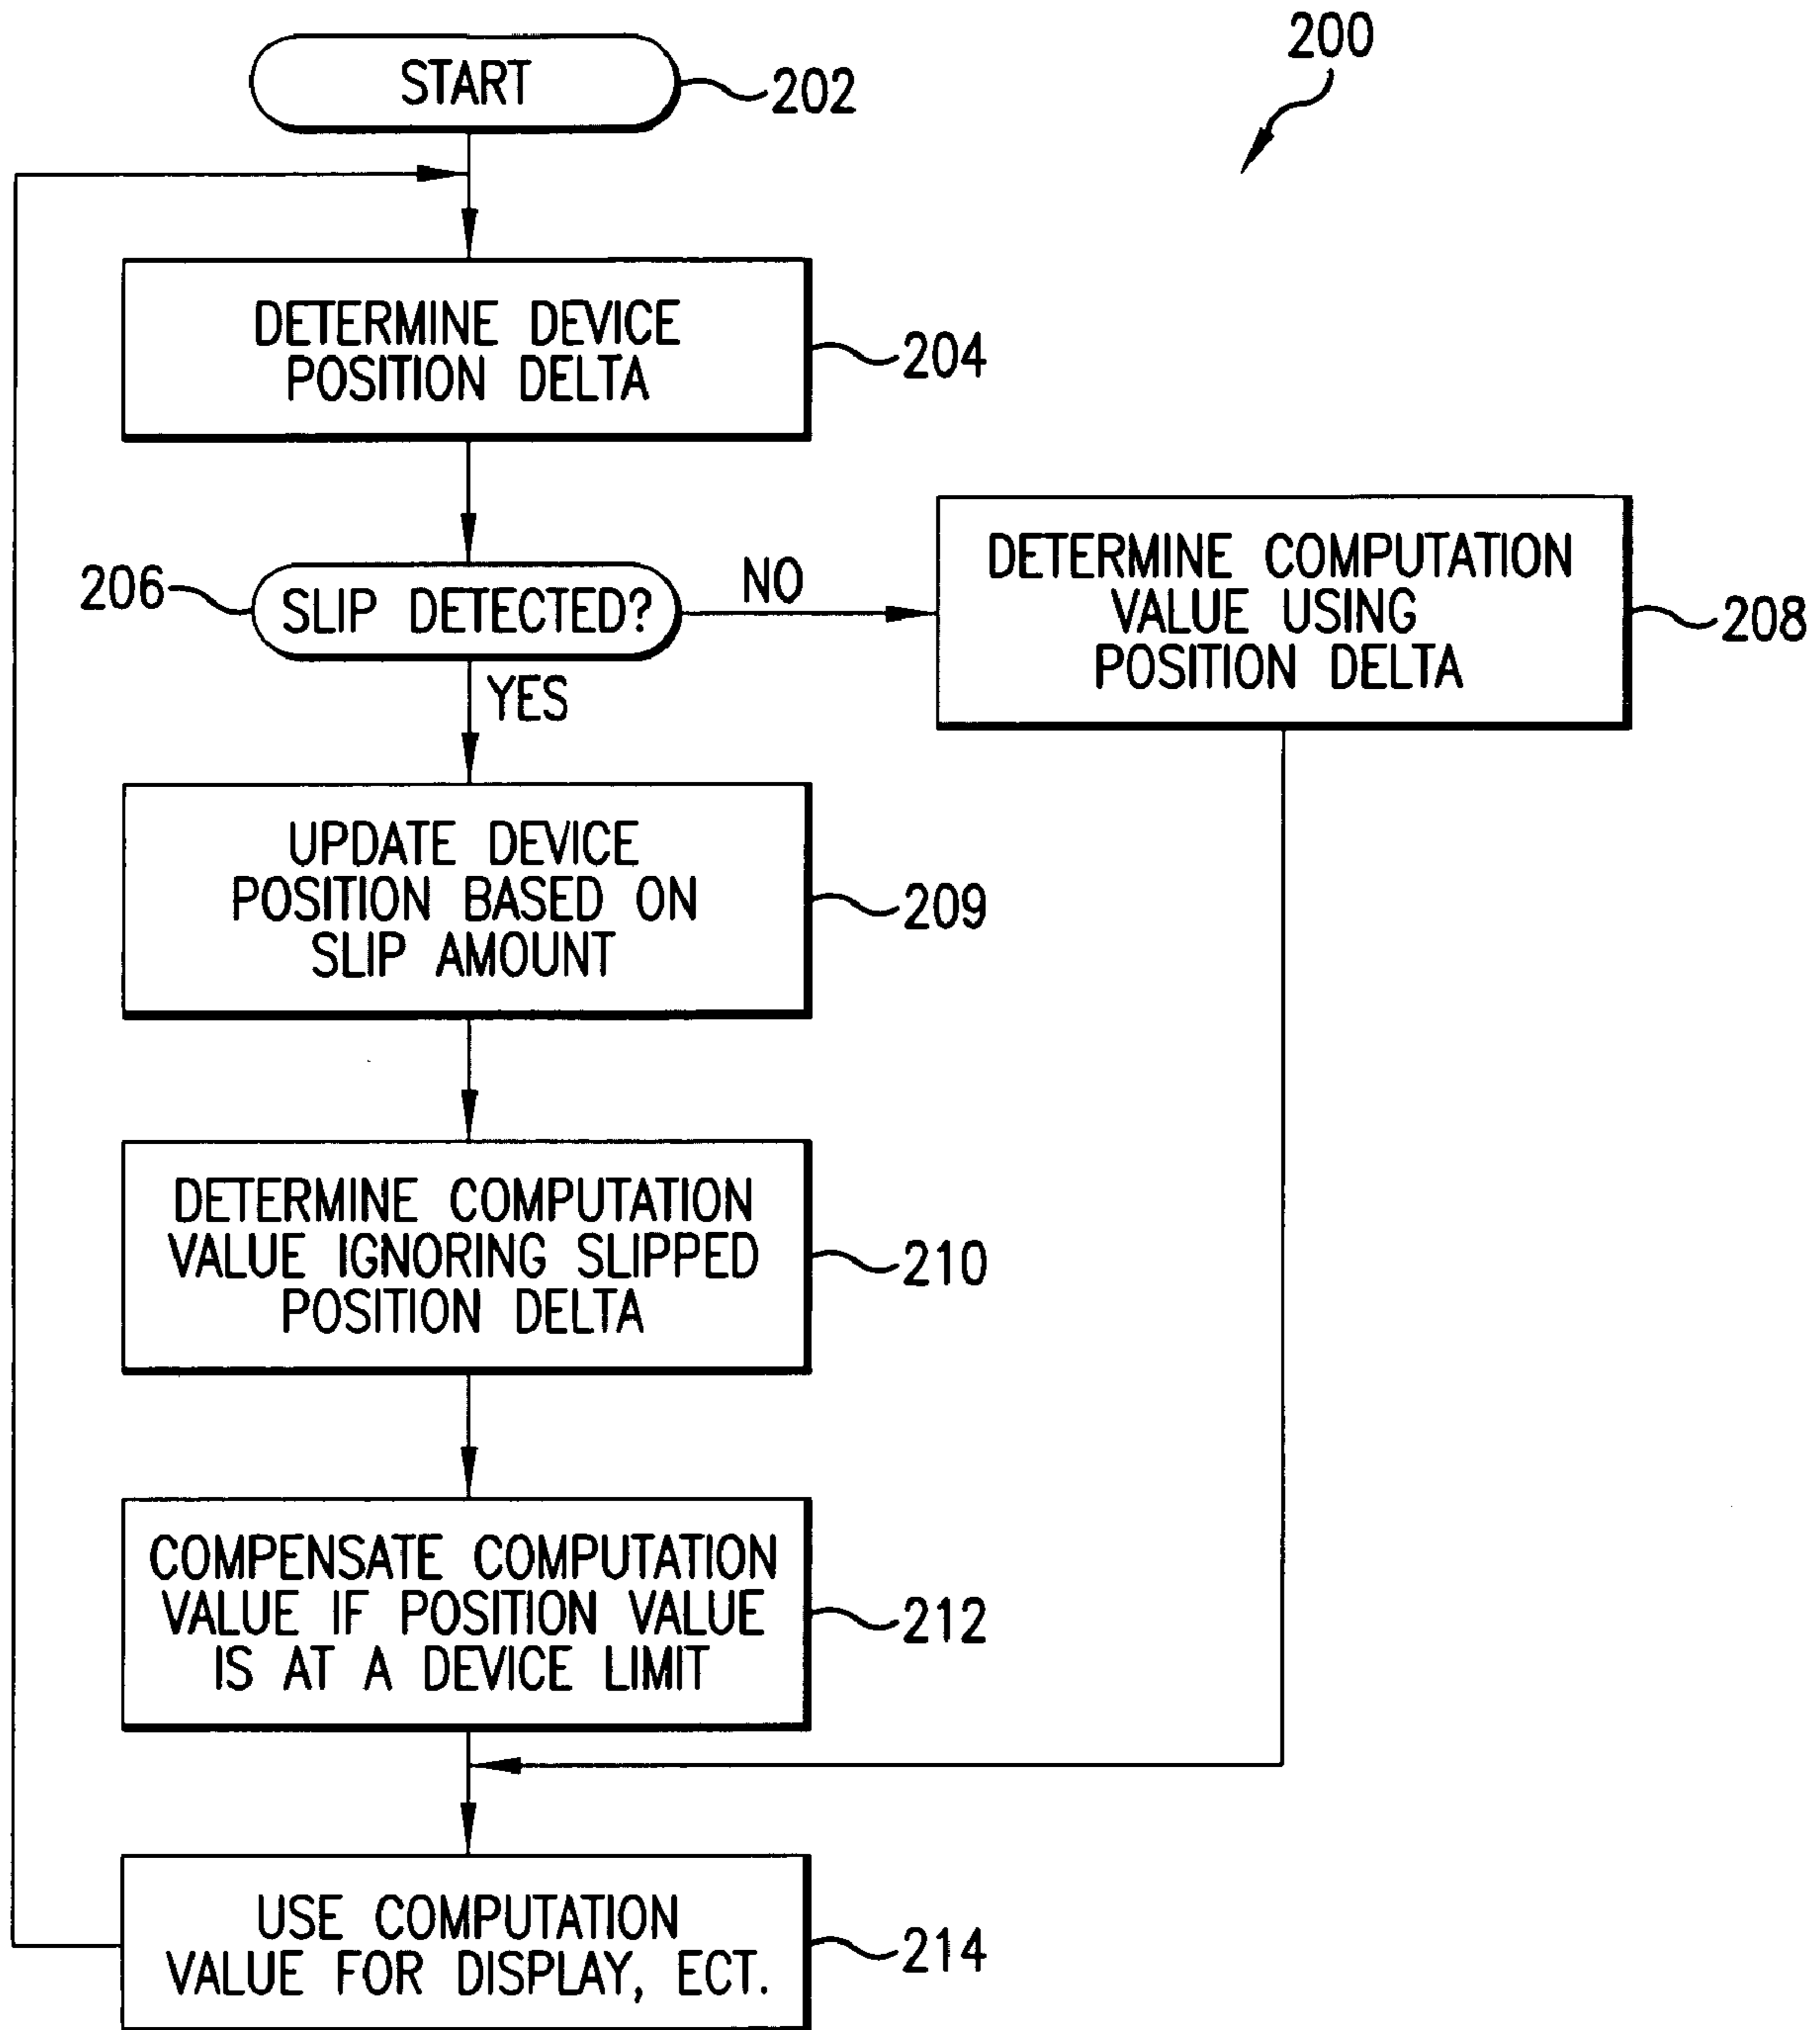 200
START
202
DETERMINE DEVICE
POSITION DELTA
204
206
SLIP DETECTED?
NO
YES
DETERMINE COMPUTATION
VALUE USING
POSITION DELTA
208
UPDATE DEVICE
POSITION BASED ON
SLIP AMOUNT
209
DETERMINE COMPUTATION
VALUE IGNORING SLIPPED
POSITION DELTA
210
COMPENSATE COMPUTATION
VALUE IF POSITION VALUE
IS AT A DEVICE LIMIT
212
USE COMPUTATION
VALUE FOR DISPLAY, ECT.
214